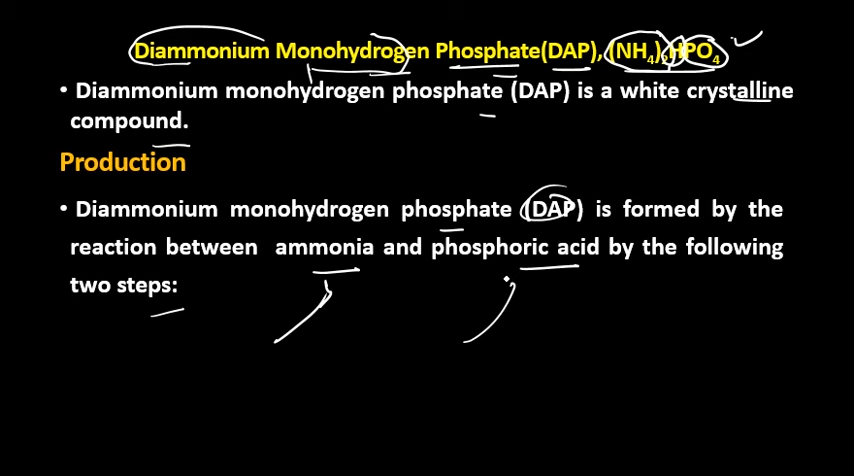 Diammonium Monohydrogen Phosphate(DAP), (NH₄)₂HPO₄
• Diammonium monohydrogen phosphate (DAP) is a white crystalline
compound.
Production
• Diammonium monohydrogen phosphate (DAP) is formed by the
reaction between ammonia and phosphoric acid by the following
two steps: